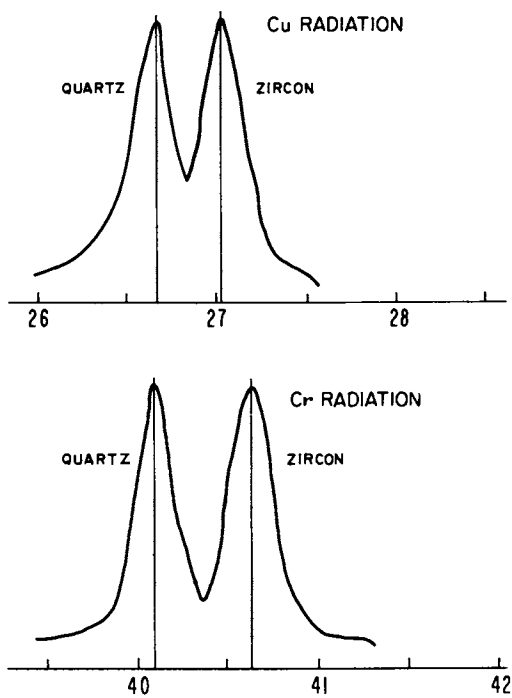 Cu RADIATION
QUARTZ
ZIRCON
26 27 28
Cr RADIATION
QUARTZ
ZIRCON
40 41 42